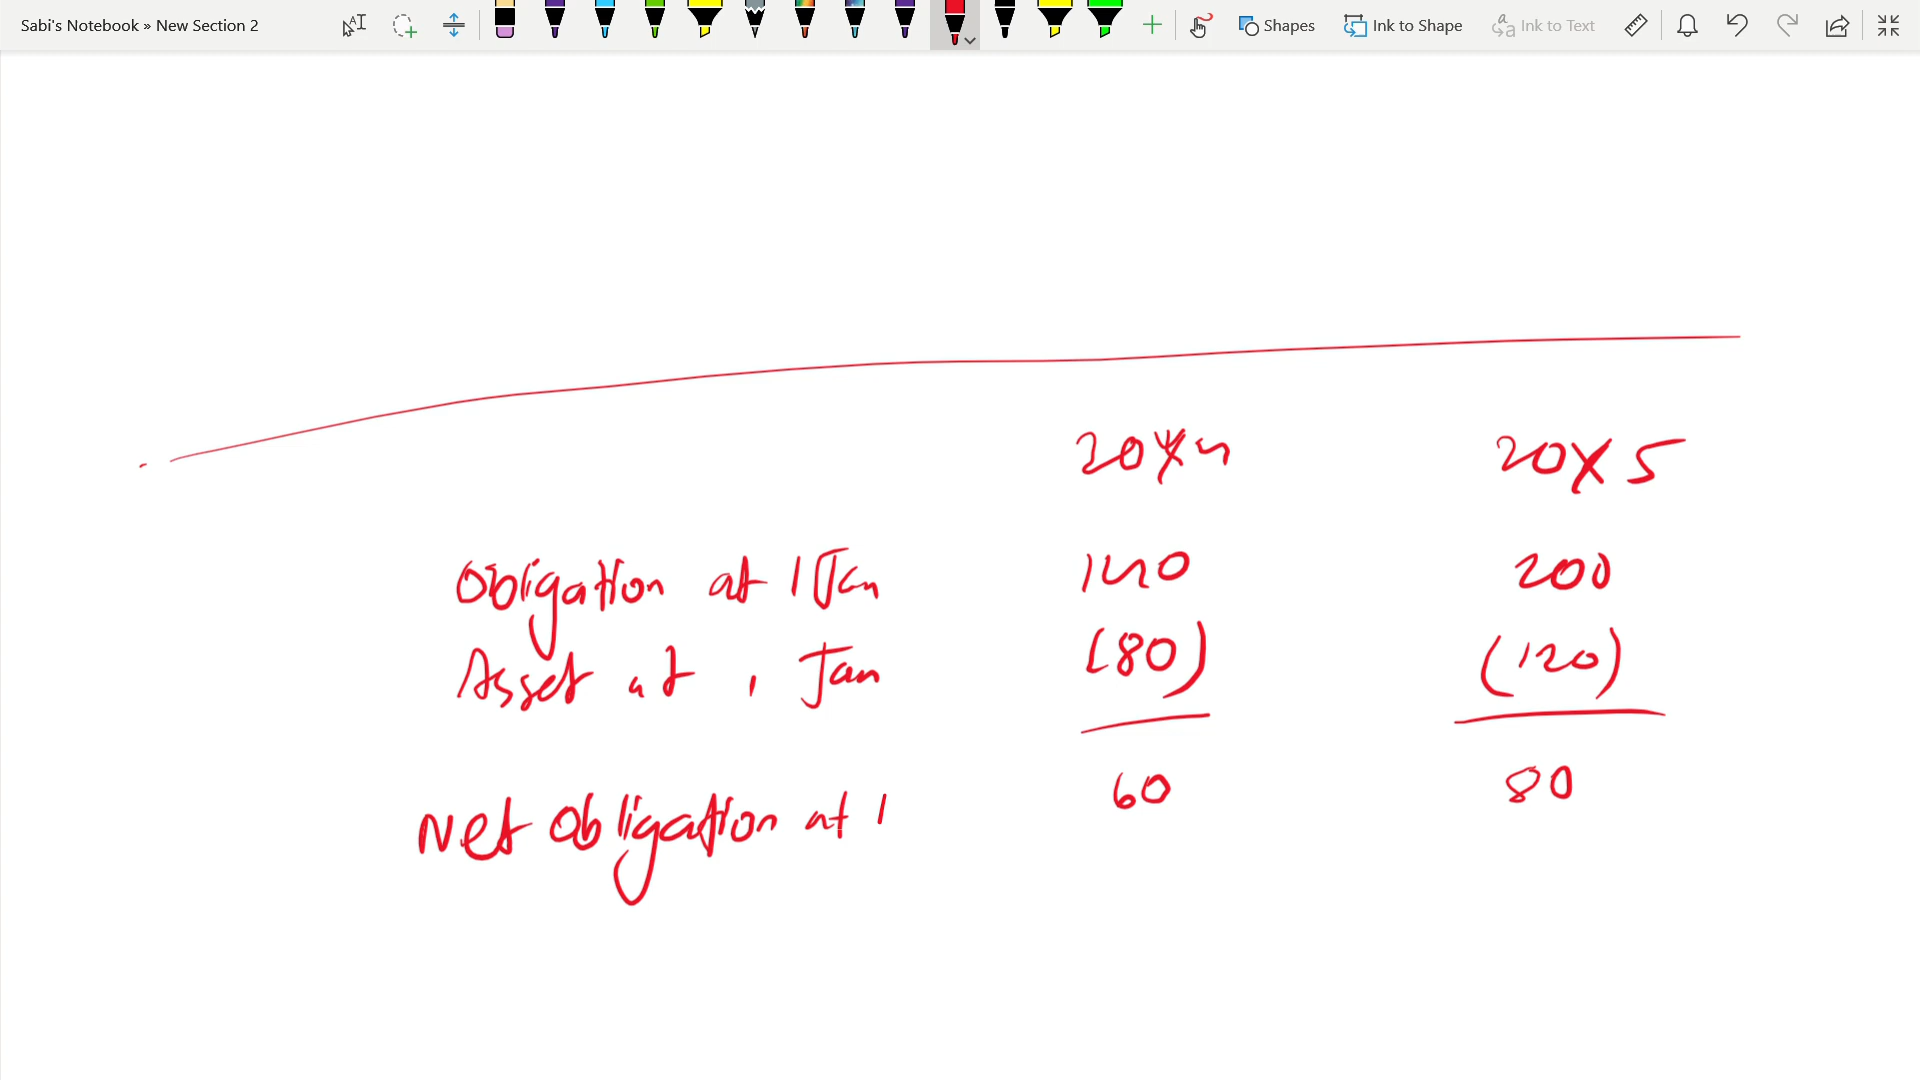 Sabi's Notebook » New Section 2 Shapes Ink to Shape Ink to Text
20X4 20X5
Obligation at 1 Jan 140 200
Asset at 1 Jan (80) (120)
Net Obligation at 1 60 80